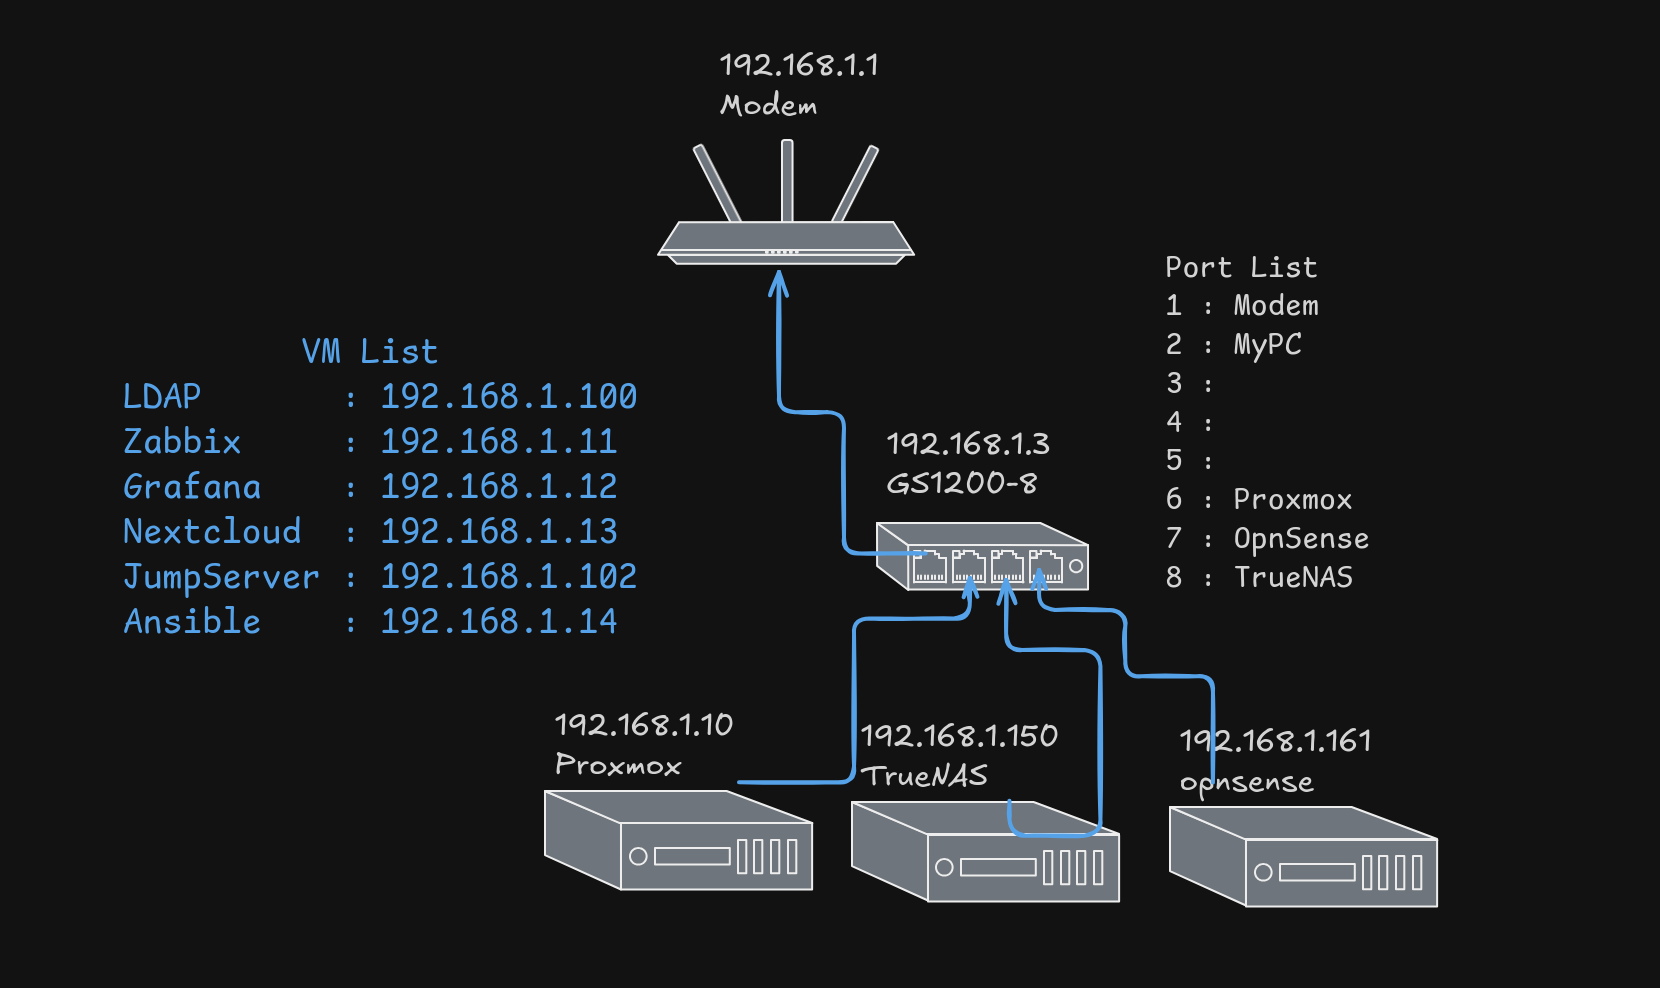 192.168.1.1
Modem
Port List
1 : Modem
2 : MyPC
3 :
4 :
5 :
6 : Proxmox
7 : OpnSense
8 : TrueNAS
VM List
LDAP : 192.168.1.100
Zabbix : 192.168.1.11
Grafana : 192.168.1.12
Nextcloud : 192.168.1.13
JumpServer : 192.168.1.102
Ansible : 192.168.1.14
192.168.1.3
GS1200-8
192.168.1.10
Proxmox
192.168.1.150
TrueNAS
192.168.1.161
opnsense